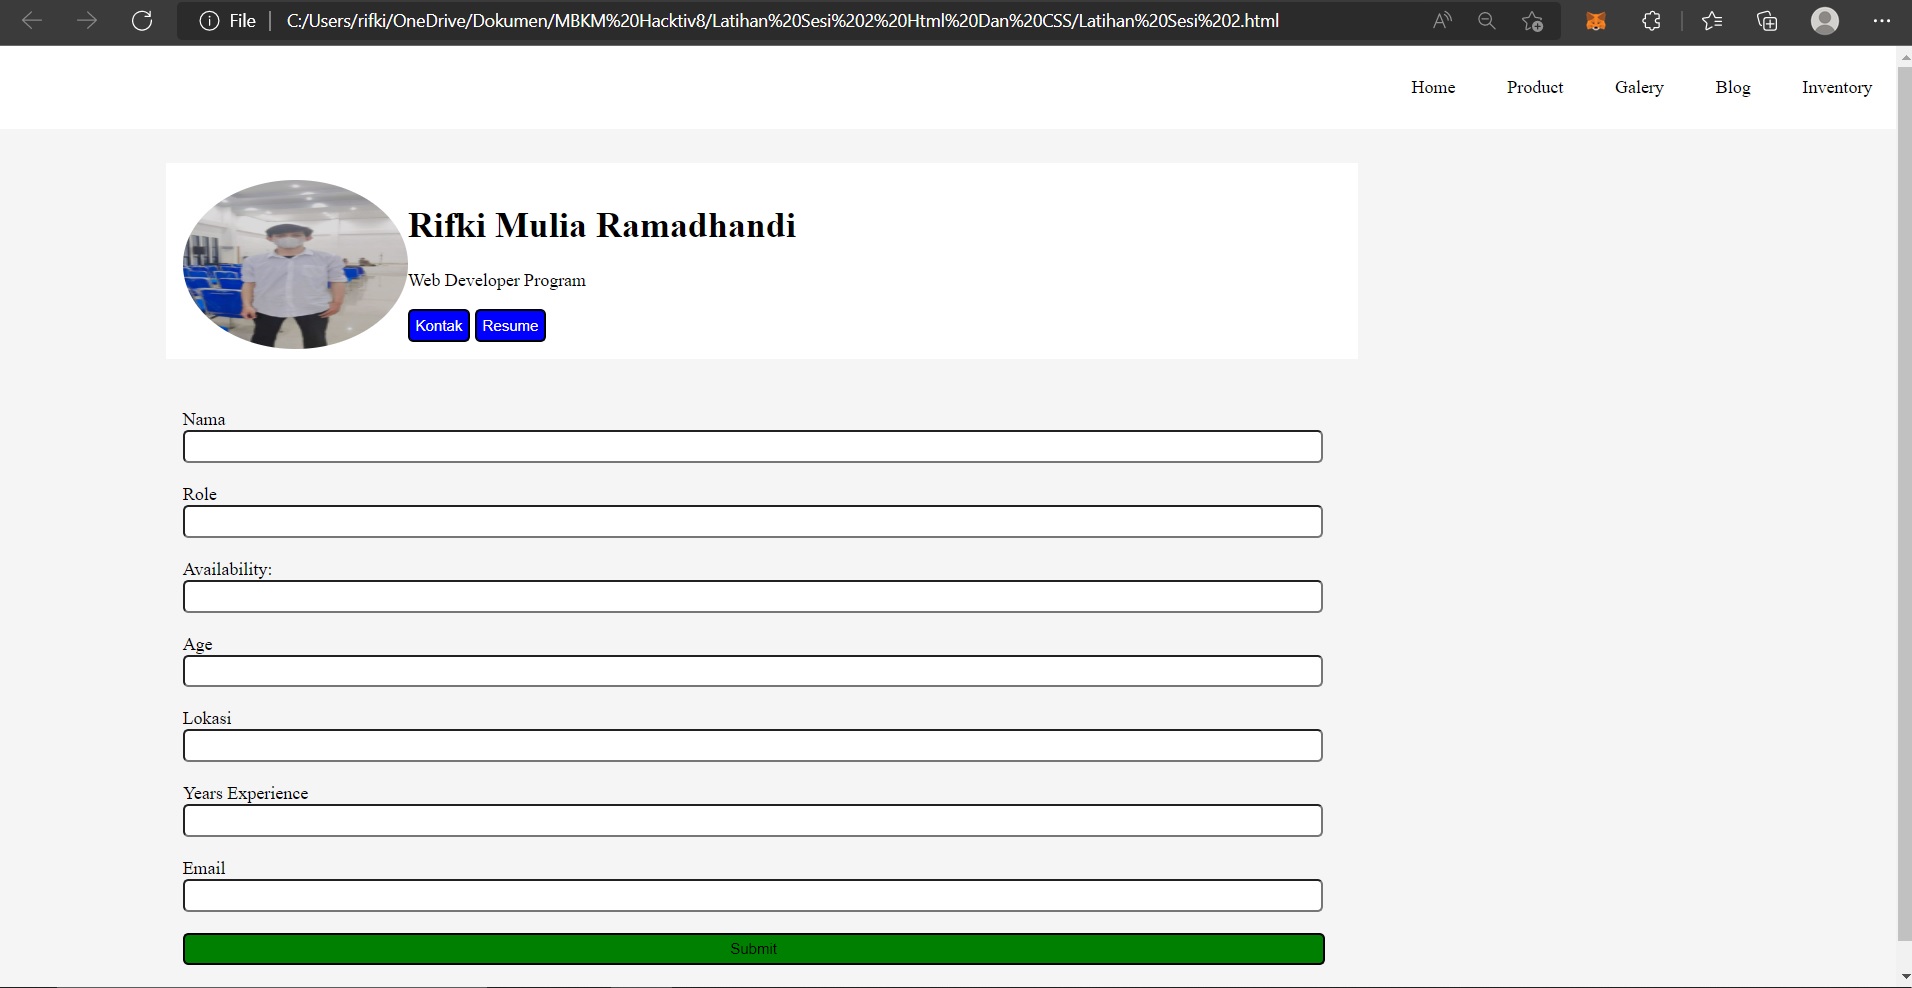 File C:/Users/rifki/OneDrive/Dokumen/MBKM%20Hacktiv8/Latihan%20Sesi%202%20Html%20Dan%20CSS/Latihan%20Sesi%202.html
Home Product Galery Blog Inventory
Rifki Mulia Ramadhandi
Web Developer Program
Kontak Resume
Nama
Role
Availability:
Age
Lokasi
Years Experience
Email
Submit